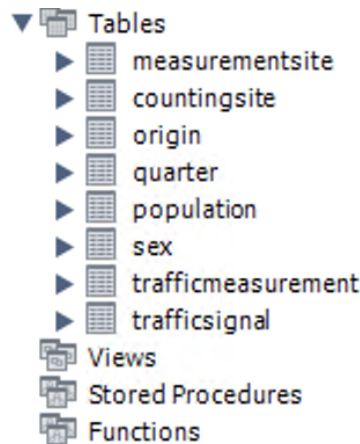 Tables
measurementsite
countingsite
origin
quarter
population
sex
trafficmeasurement
trafficsignal
Views
Stored Procedures
Functions